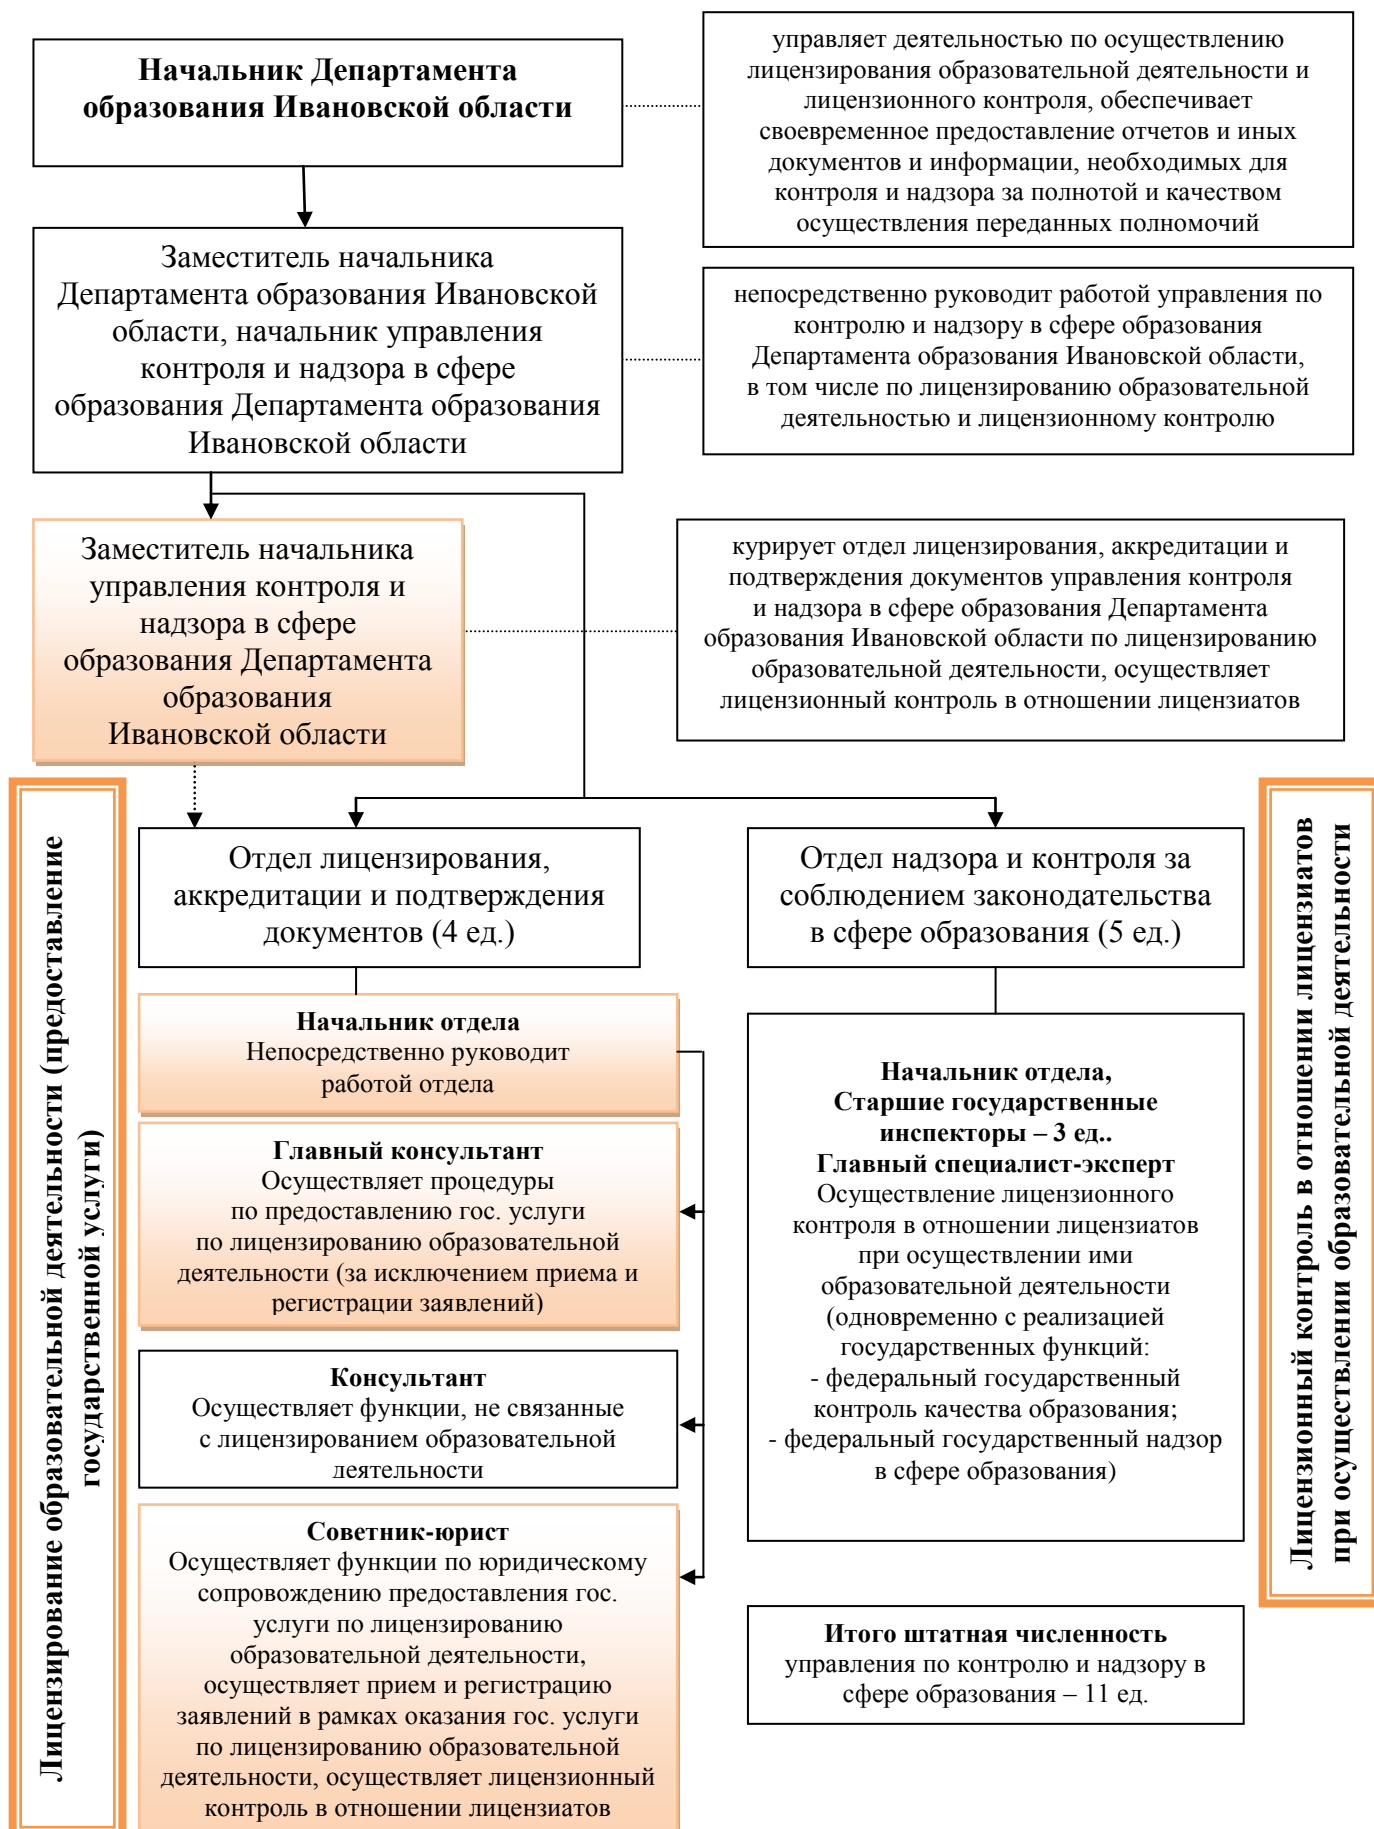 Начальник Департамента
образования Ивановской области
управляет деятельностью по осуществлению
лицензирования образовательной деятельности и
лицензионного контроля, обеспечивает
своевременное предоставление отчетов и иных
документов и информации, необходимых для
контроля и надзора за полнотой и качеством
осуществления переданных полномочий
Заместитель начальника
Департамента образования Ивановской
области, начальник управления
контроля и надзора в сфере
образования Департамента образования
Ивановской области
непосредственно руководит работой управления по
контролю и надзору в сфере образования
Департамента образования Ивановской области,
в том числе по лицензированию образовательной
деятельностью и лицензионному контролю
Заместитель начальника
управления контроля и
надзора в сфере
образования Департамента
образования
Ивановской области
курирует отдел лицензирования, аккредитации и
подтверждения документов управления контроля
и надзора в сфере образования Департамента
образования Ивановской области по лицензированию
образовательной деятельности, осуществляет
лицензионный контроль в отношении лицензиатов
Лицензирование образовательной деятельности (предоставление
государственной услуги)
Отдел лицензирования,
аккредитации и подтверждения
документов (4 ед.)
Начальник отдела
Непосредственно руководит
работой отдела
Главный консультант
Осуществляет процедуры
по предоставлению гос. услуги
по лицензированию образовательной
деятельности (за исключением приема и
регистрации заявлений)
Консультант
Осуществляет функции, не связанные
с лицензированием образовательной
деятельности
Советник-юрист
Осуществляет функции по юридическому
сопровождению предоставления гос.
услуги по лицензированию
образовательной деятельности,
осуществляет прием и регистрацию
заявлений в рамках оказания гос. услуги
по лицензированию образовательной
деятельности, осуществляет лицензионный
контроль в отношении лицензиатов
Отдел надзора и контроля за
соблюдением законодательства
в сфере образования (5 ед.)
Начальник отдела,
Старшие государственные
инспекторы – 3 ед..
Главный специалист-эксперт
Осуществление лицензионного
контроля в отношении лицензиатов
при осуществлении ими
образовательной деятельности
(одновременно с реализацией
государственных функций:
- федеральный государственный
контроль качества образования;
- федеральный государственный надзор
в сфере образования)
Итого штатная численность
управления по контролю и надзору в
сфере образования – 11 ед.
Лицензионный контроль в отношении лицензиатов
при осуществлении образовательной деятельности